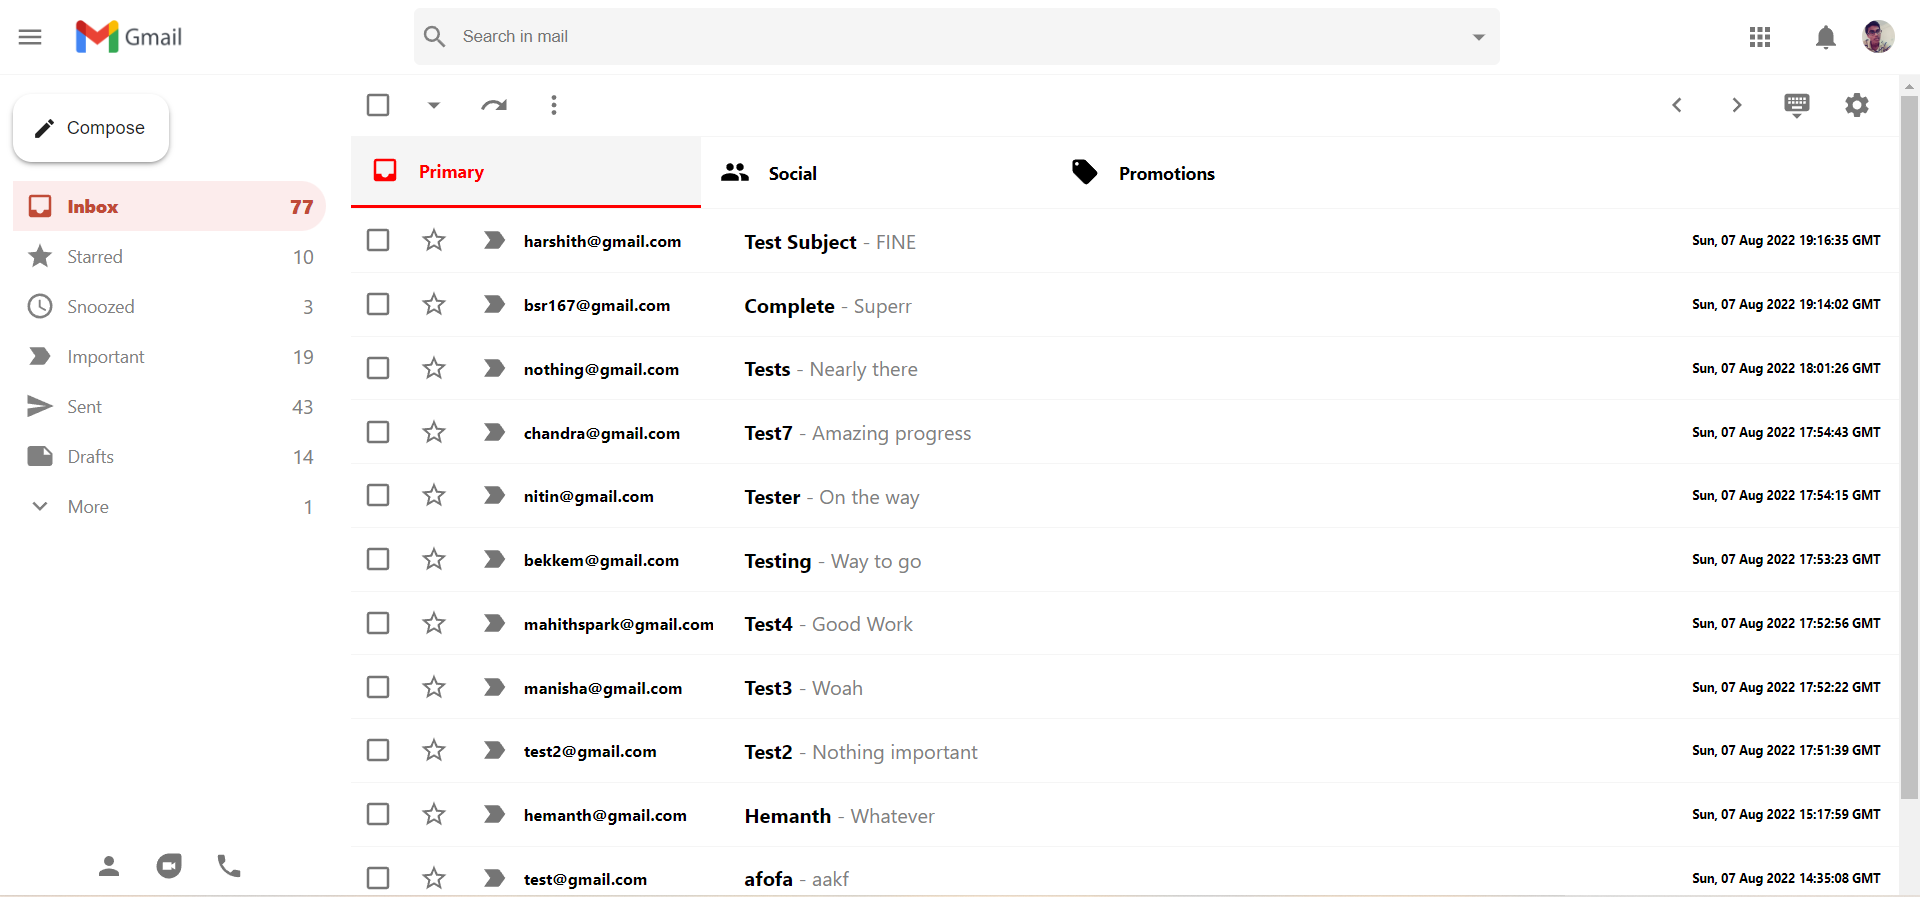 Gmail
Search in mail
Compose
Inbox 77
Starred 10
Snoozed 3
Important 19
Sent 43
Drafts 14
More 1
Primary Social Promotions
harshith@gmail.com Test Subject - FINE Sun, 07 Aug 2022 19:16:35 GMT
bsr167@gmail.com Complete - Superr Sun, 07 Aug 2022 19:14:02 GMT
nothing@gmail.com Tests - Nearly there Sun, 07 Aug 2022 18:01:26 GMT
chandra@gmail.com Test7 - Amazing progress Sun, 07 Aug 2022 17:54:43 GMT
nitin@gmail.com Tester - On the way Sun, 07 Aug 2022 17:54:15 GMT
bekkem@gmail.com Testing - Way to go Sun, 07 Aug 2022 17:53:23 GMT
mahithspark@gmail.com Test4 - Good Work Sun, 07 Aug 2022 17:52:56 GMT
manisha@gmail.com Test3 - Woah Sun, 07 Aug 2022 17:52:22 GMT
test2@gmail.com Test2 - Nothing important Sun, 07 Aug 2022 17:51:39 GMT
hemanth@gmail.com Hemanth - Whatever Sun, 07 Aug 2022 15:17:59 GMT
test@gmail.com afofa - aakf Sun, 07 Aug 2022 14:35:08 GMT